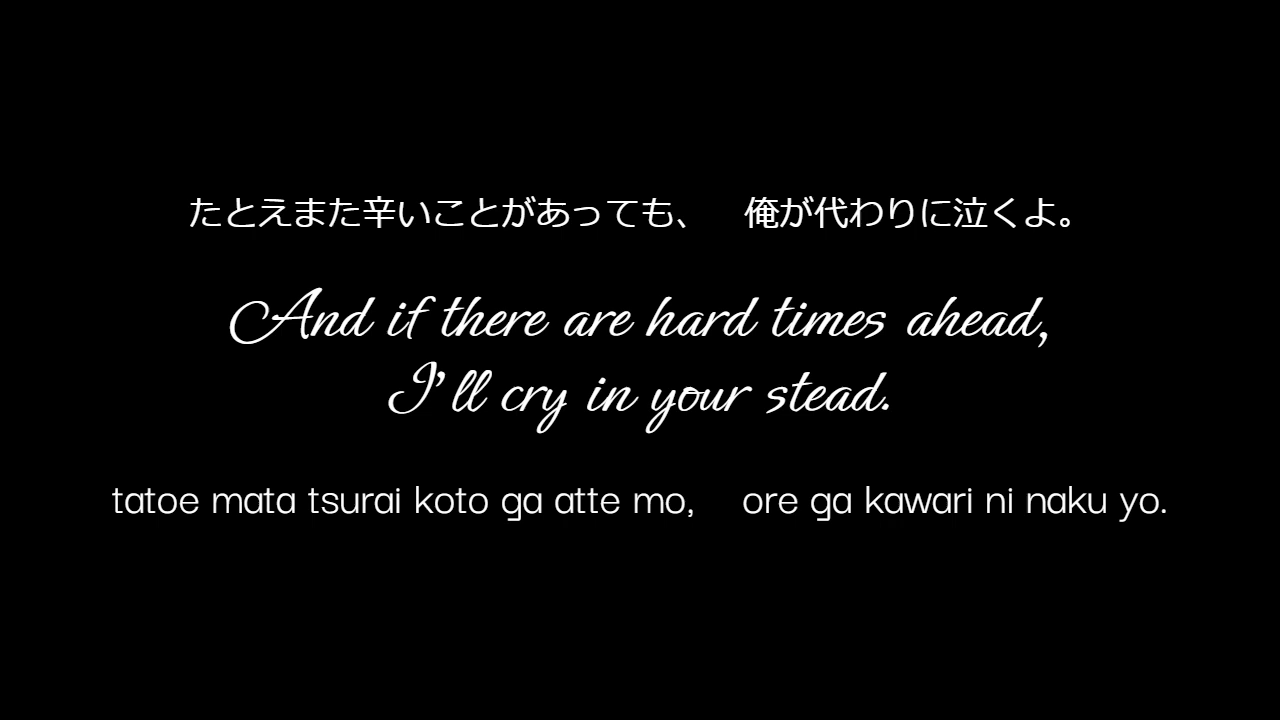 たとえまた辛いことがあっても、　俺が代わりに泣くよ。
And if there are hard times ahead,
I'll cry in your stead.
tatoe mata tsurai koto ga atte mo,　ore ga kawari ni naku yo.